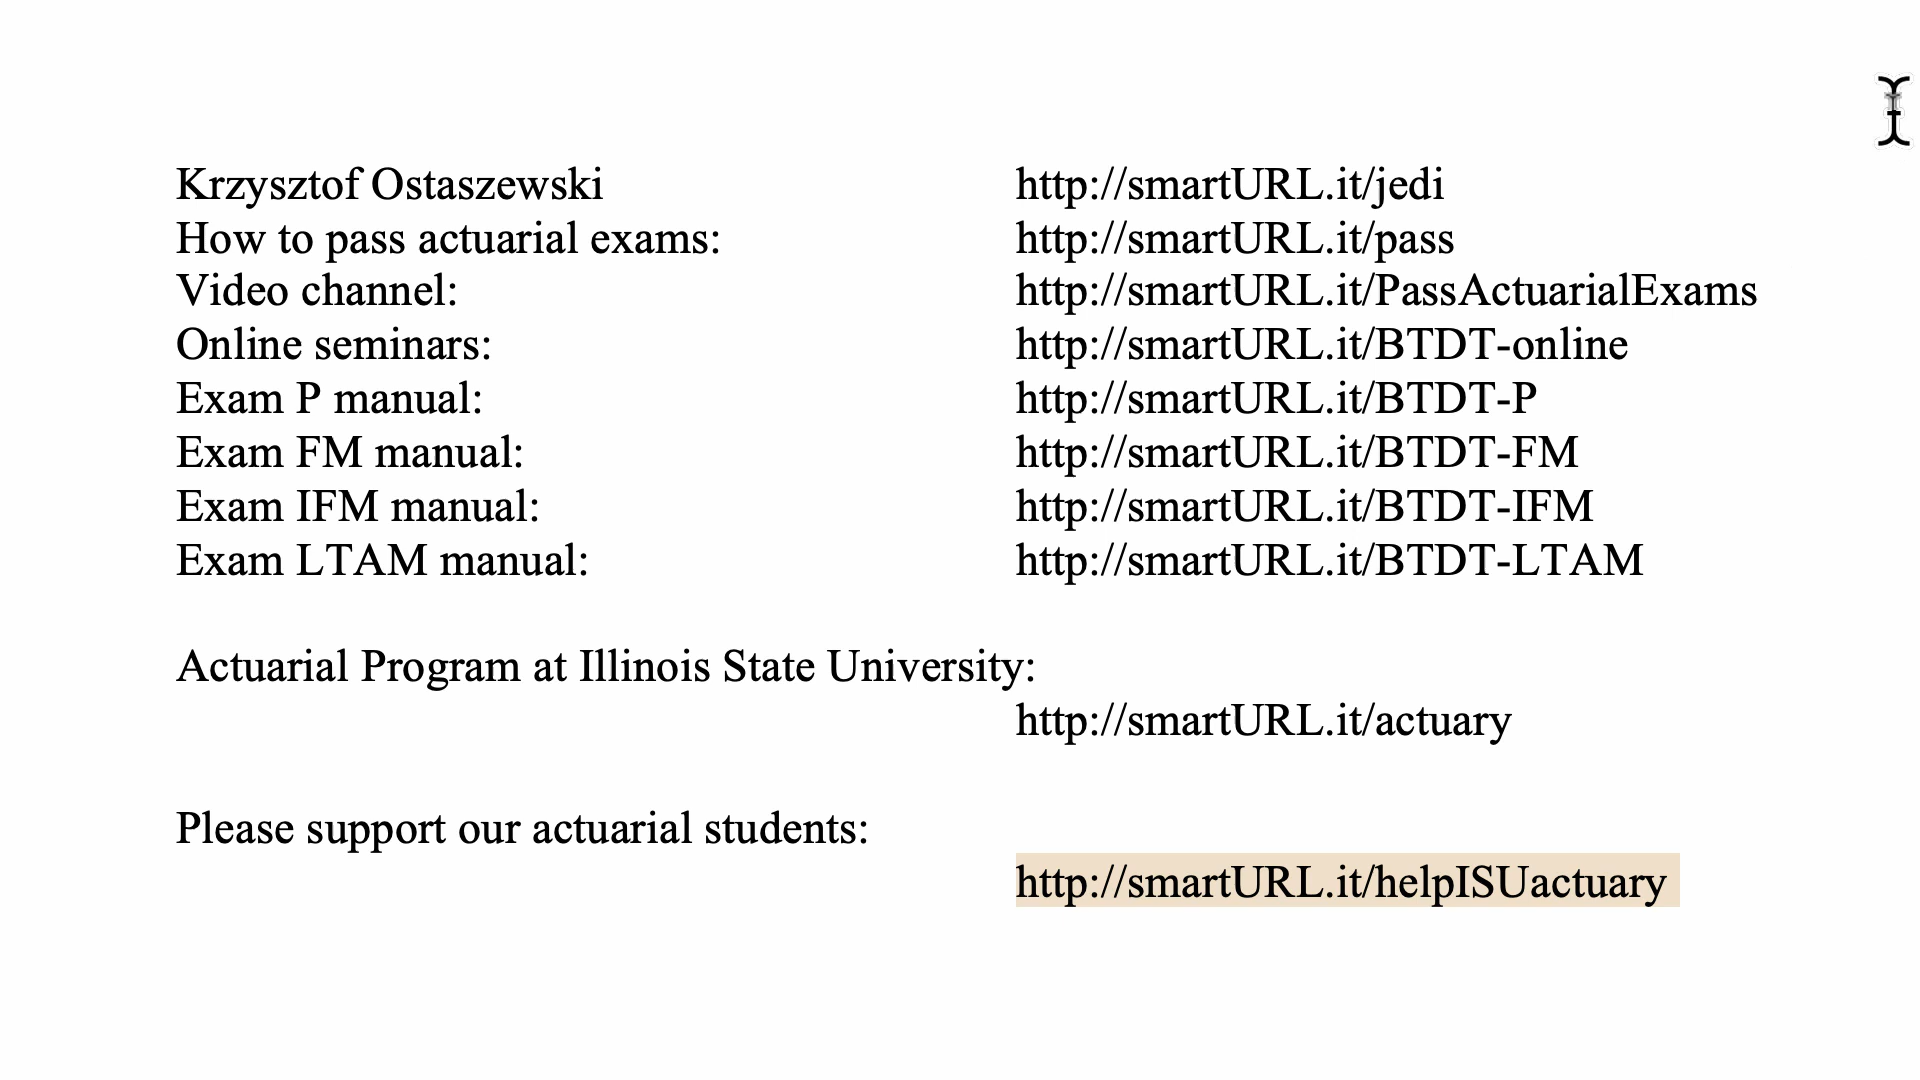 Krzysztof Ostaszewski http://smartURL.it/jedi
How to pass actuarial exams: http://smartURL.it/pass
Video channel: http://smartURL.it/PassActuarialExams
Online seminars: http://smartURL.it/BTDT-online
Exam P manual: http://smartURL.it/BTDT-P
Exam FM manual: http://smartURL.it/BTDT-FM
Exam IFM manual: http://smartURL.it/BTDT-IFM
Exam LTAM manual: http://smartURL.it/BTDT-LTAM
Actuarial Program at Illinois State University:
http://smartURL.it/actuary
Please support our actuarial students:
http://smartURL.it/helpISUactuary